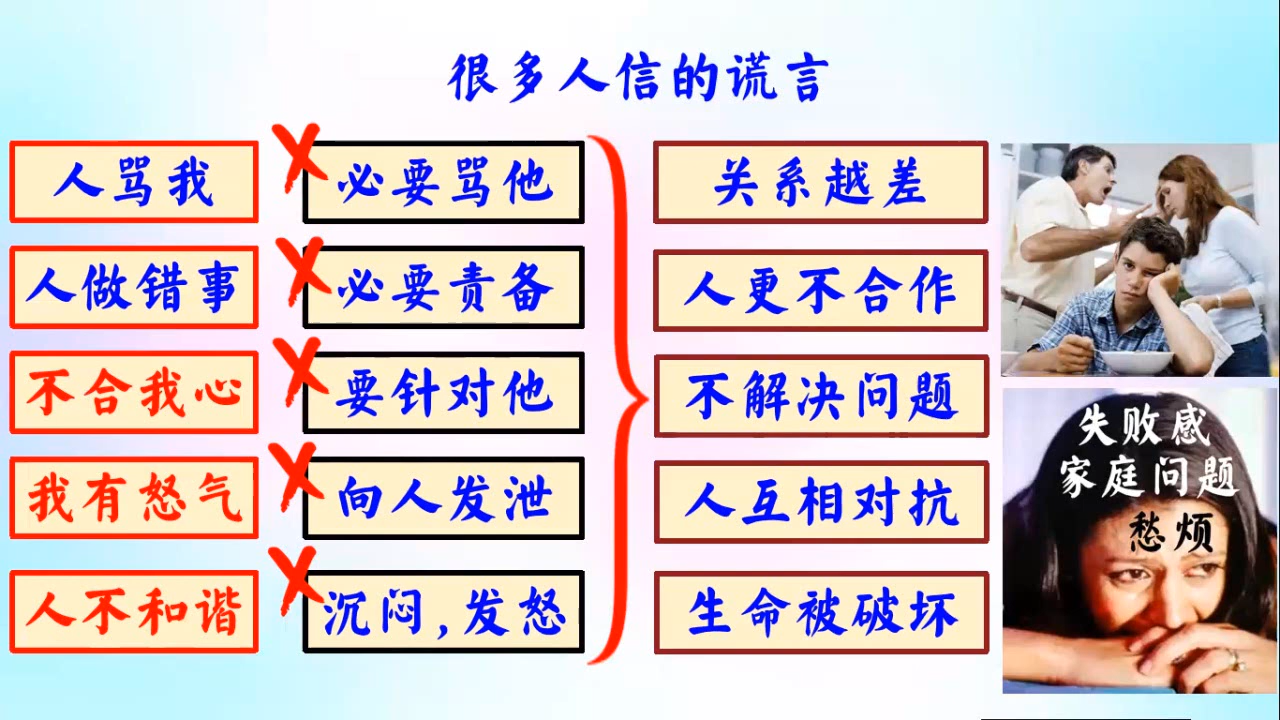 很多人信的谎言
人骂我 必要骂他 关系越差
人做错事 必要责备 人更不合作
不合我心 要针对他 不解决问题
我有怒气 向人发泄 人互相对抗
人不和谐 沉闷,发怒 生命被破坏
失败感
家庭问题
愁烦